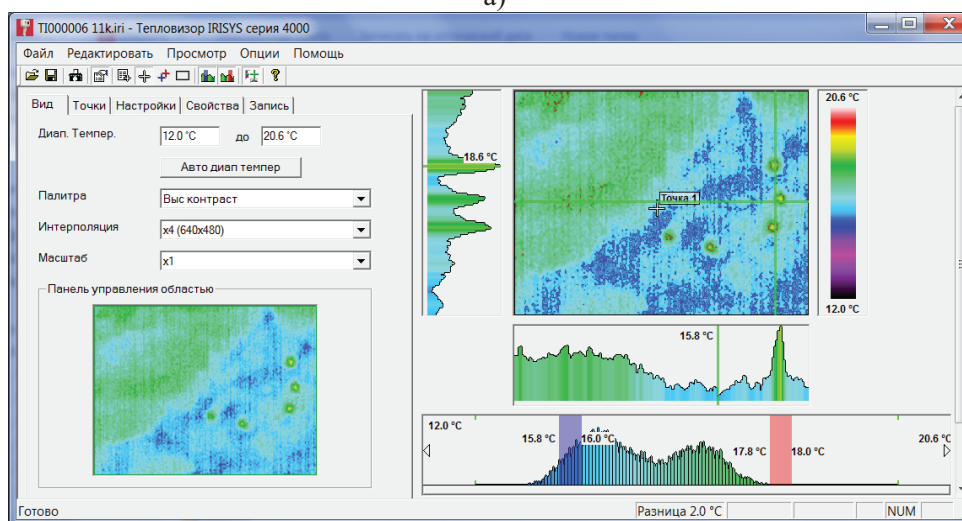 а)
TI000006 11k.iri - Тепловизор IRISYS серия 4000
Файл Редактировать Просмотр Опции Помощь
Вид Точки Настройки Свойства Запись
Диап. Темпер. 12.0 °C до 20.6 °C
Авто диап темпер
Палитра Выс контраст
Интерполяция x4 (640x480)
Масштаб x1
Панель управления областью
18.6 °C
Точка 1
20.6 °C
12.0 °C
15.8 °C
12.0 °C 15.8 °C 16.0 °C 17.8 °C 18.0 °C 20.6 °C
Готово Разница 2.0 °C NUM